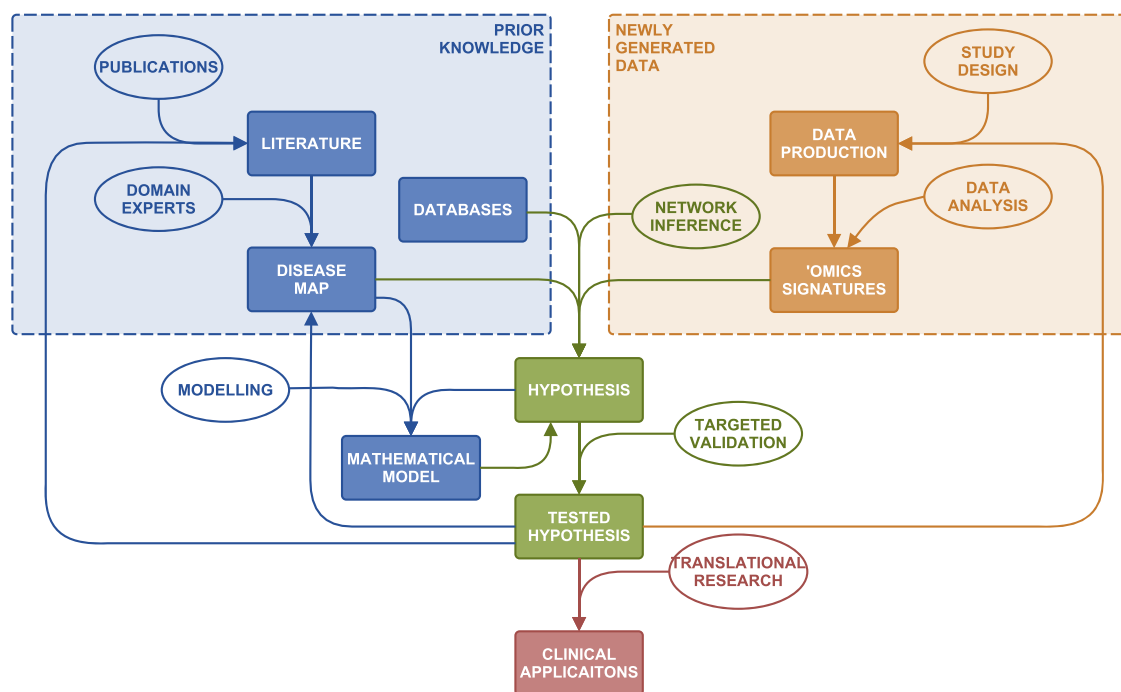 PRIOR
KNOWLEDGE
NEWLY
GENERATED
DATA
PUBLICATIONS
STUDY
DESIGN
LITERATURE
DATA
PRODUCTION
DOMAIN
EXPERTS
DATABASES
NETWORK
INFERENCE
DATA
ANALYSIS
DISEASE
MAP
'OMICS
SIGNATURES
MODELLING
HYPOTHESIS
TARGETED
VALIDATION
MATHEMATICAL
MODEL
TESTED
HYPOTHESIS
TRANSLATIONAL
RESEARCH
CLINICAL
APPLICAITONS